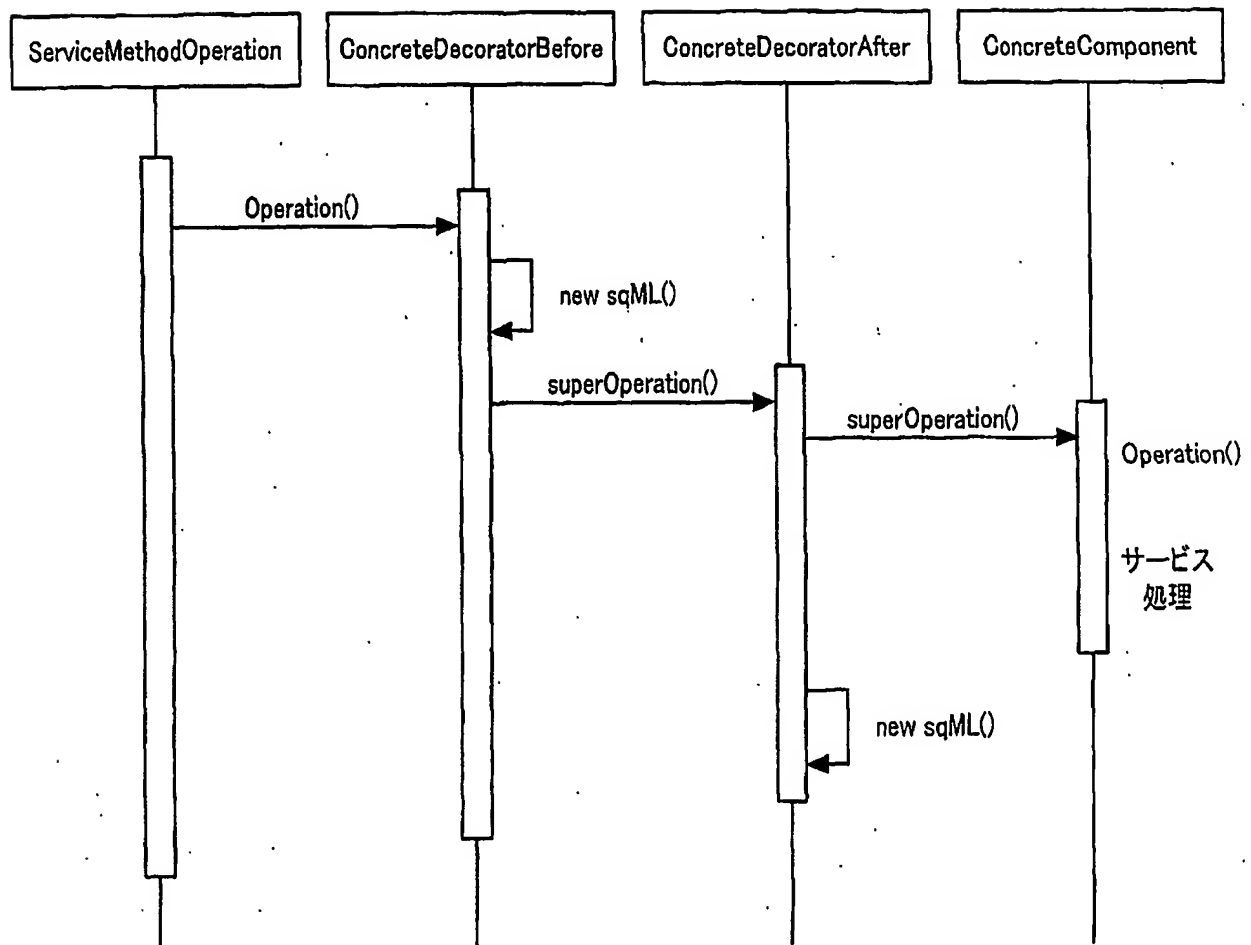 ServiceMethodOperation
ConcreteDecoratorBefore
ConcreteDecoratorAfter
ConcreteComponent
Operation()
new sqML()
superOperation()
superOperation()
Operation()
サービス
処理
new sqML()